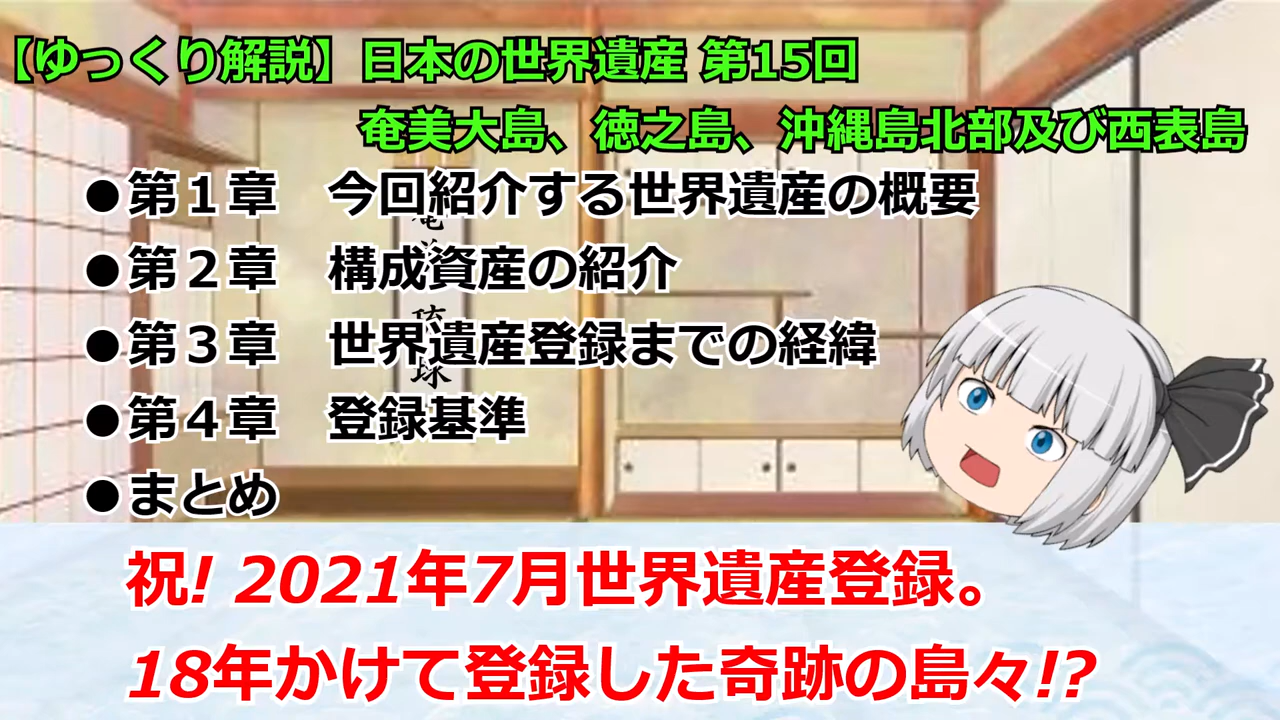 【ゆっくり解説】日本の世界遺産 第15回
奄美大島、徳之島、沖縄島北部及び西表島
●第１章　今回紹介する世界遺産の概要
●第２章　構成資産の紹介
●第３章　世界遺産登録までの経緯
●第４章　登録基準
●まとめ
祝! 2021年7月世界遺産登録。
18年かけて登録した奇跡の島々!?